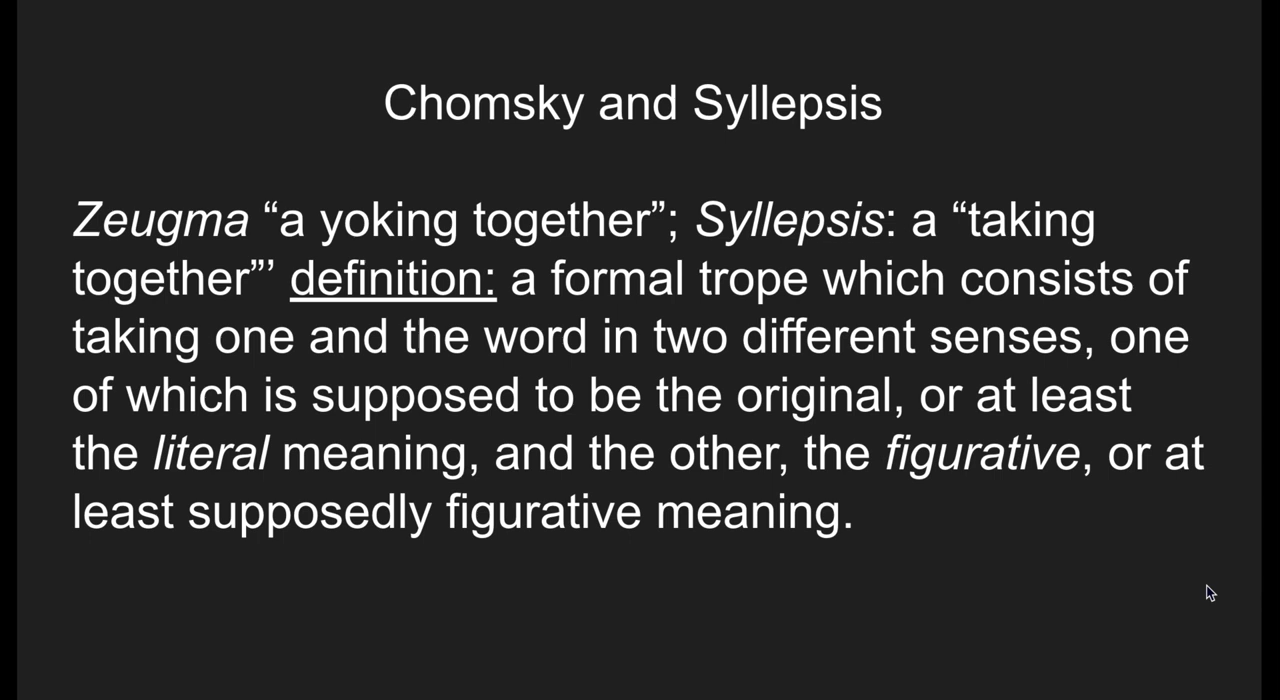 Chomsky and Syllepsis
Zeugma “a yoking together”; Syllepsis: a “taking
together”’ definition: a formal trope which consists of
taking one and the word in two different senses, one
of which is supposed to be the original, or at least
the literal meaning, and the other, the figurative, or at
least supposedly figurative meaning.